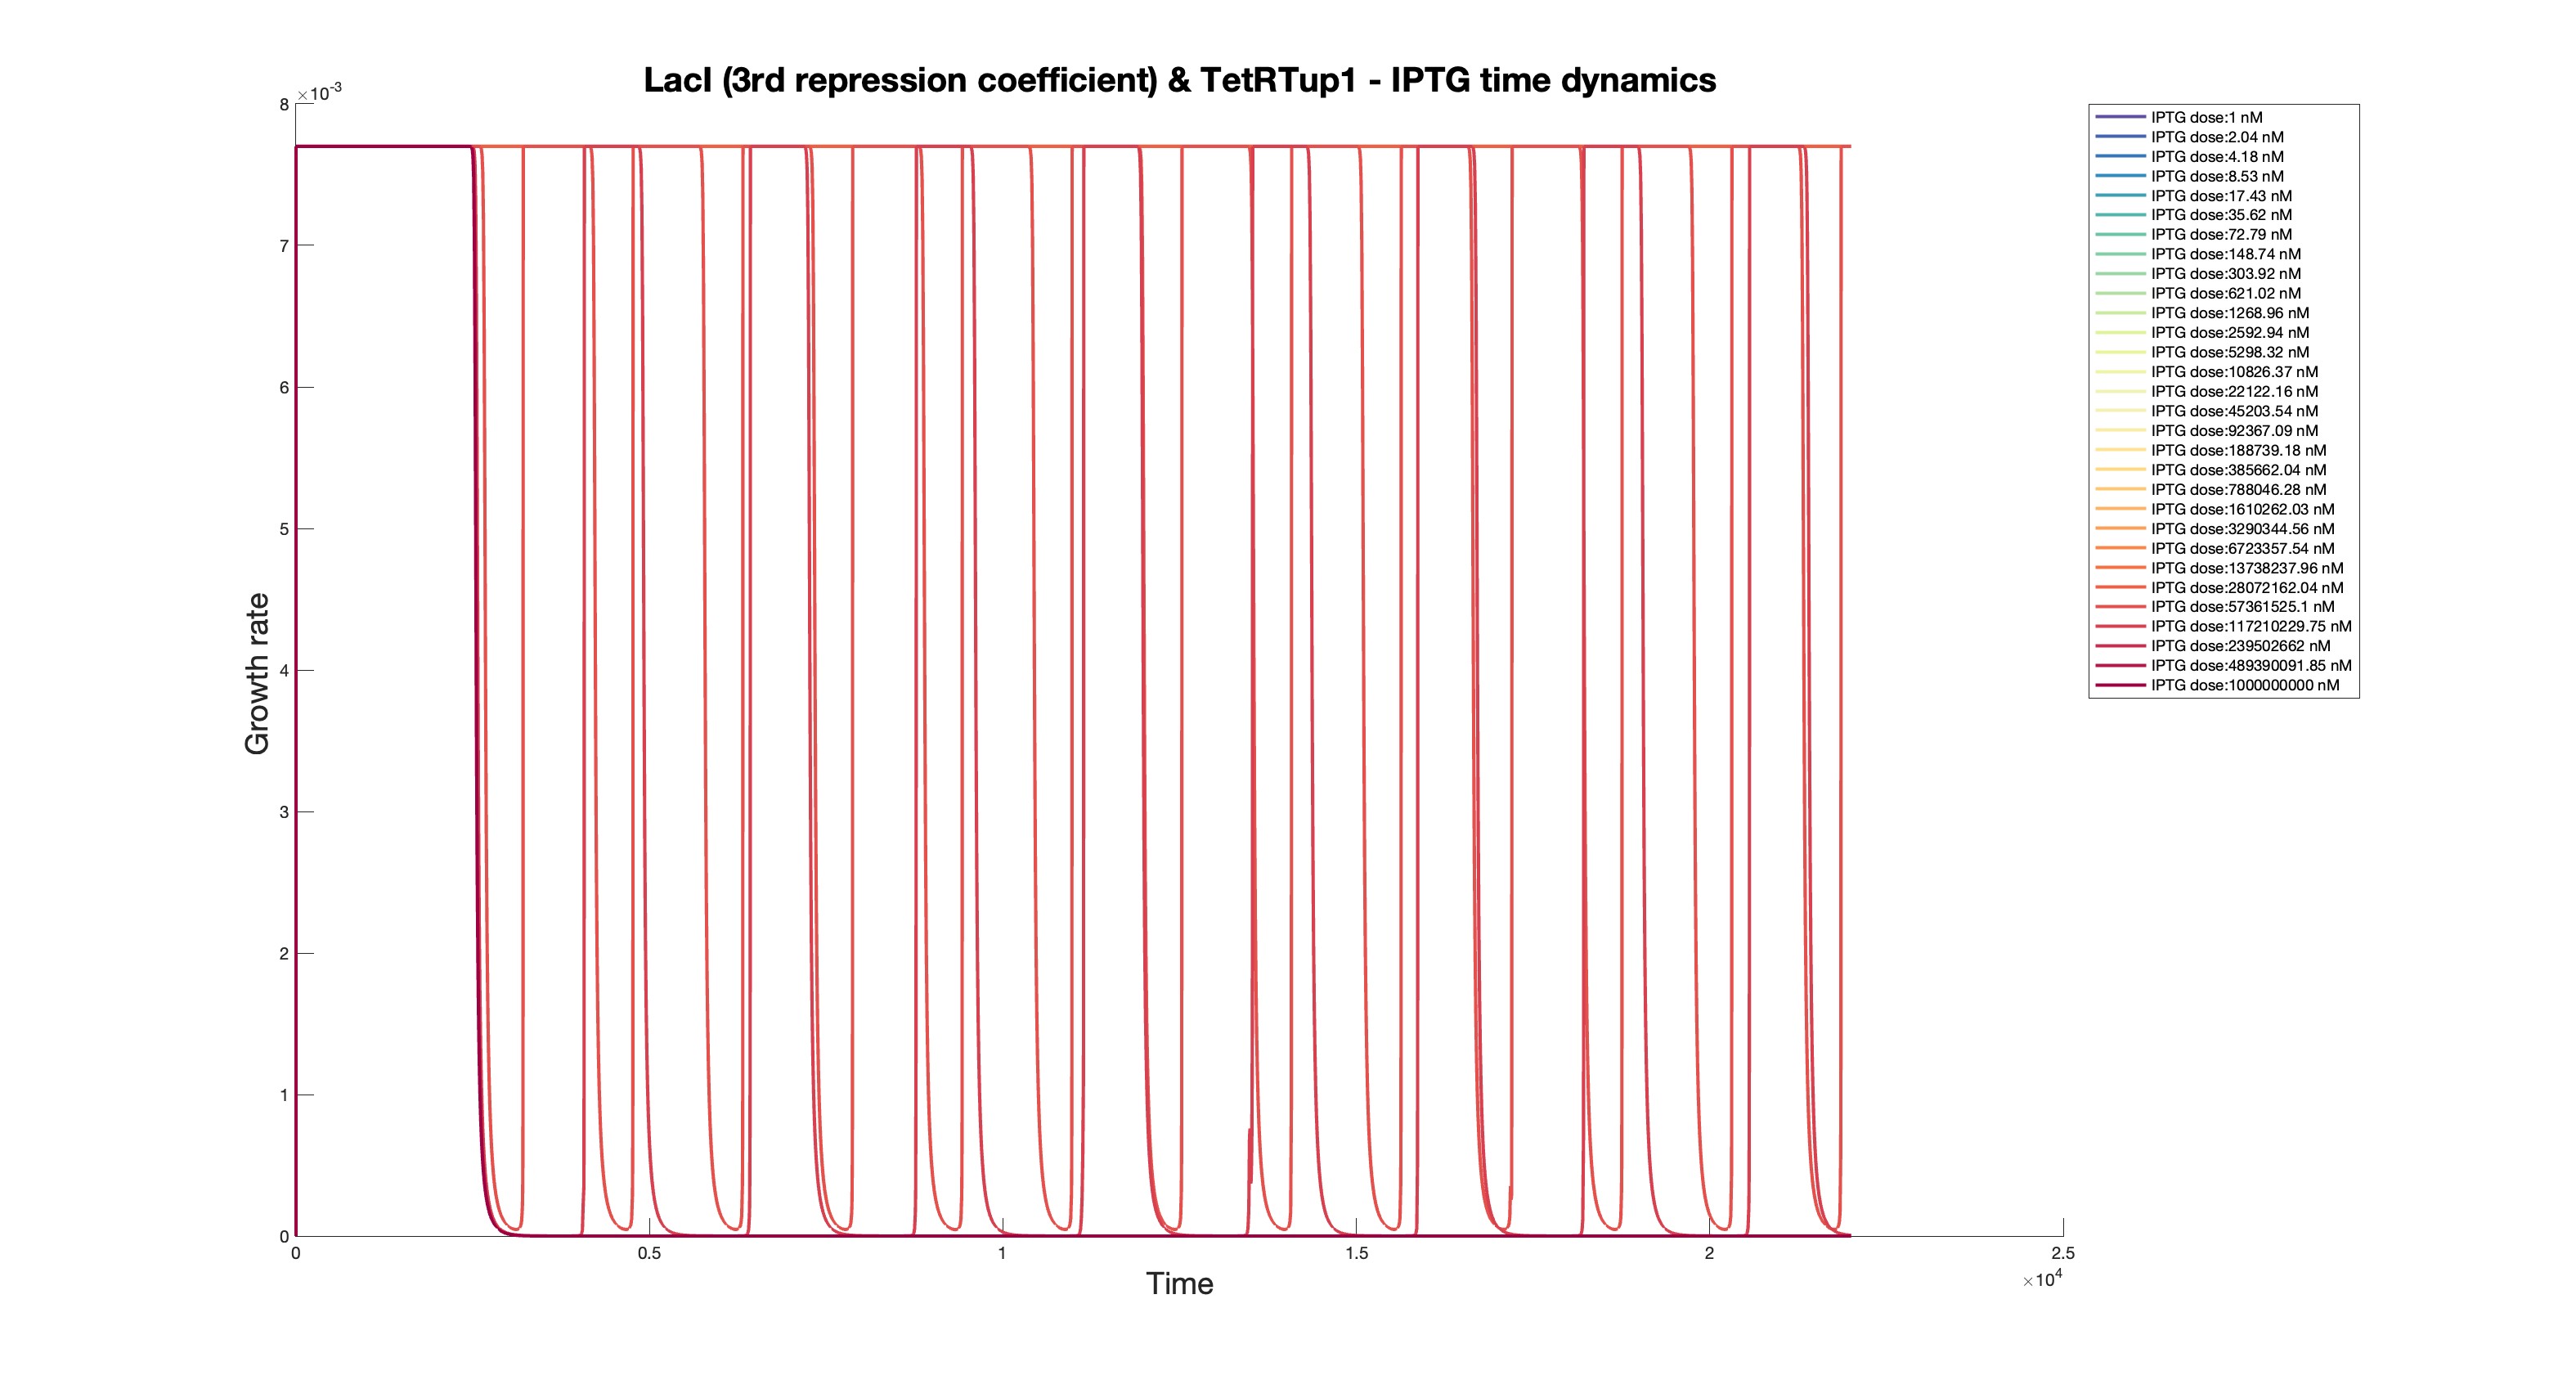 LacI (3rd repression coefficient) & TetRTup1 - IPTG time dynamics
×10-3
8
7
6
5
4
3
2
1
0
Growth rate
0 0.5 1 1.5 2 2.5
×104
Time
IPTG dose:1 nM
IPTG dose:2.04 nM
IPTG dose:4.18 nM
IPTG dose:8.53 nM
IPTG dose:17.43 nM
IPTG dose:35.62 nM
IPTG dose:72.79 nM
IPTG dose:148.74 nM
IPTG dose:303.92 nM
IPTG dose:621.02 nM
IPTG dose:1268.96 nM
IPTG dose:2592.94 nM
IPTG dose:5298.32 nM
IPTG dose:10826.37 nM
IPTG dose:22122.16 nM
IPTG dose:45203.54 nM
IPTG dose:92367.09 nM
IPTG dose:188739.18 nM
IPTG dose:385662.04 nM
IPTG dose:788046.28 nM
IPTG dose:1610262.03 nM
IPTG dose:3290344.56 nM
IPTG dose:6723357.54 nM
IPTG dose:13738237.96 nM
IPTG dose:28072162.04 nM
IPTG dose:57361525.1 nM
IPTG dose:117210229.75 nM
IPTG dose:239502662 nM
IPTG dose:489390091.85 nM
IPTG dose:1000000000 nM